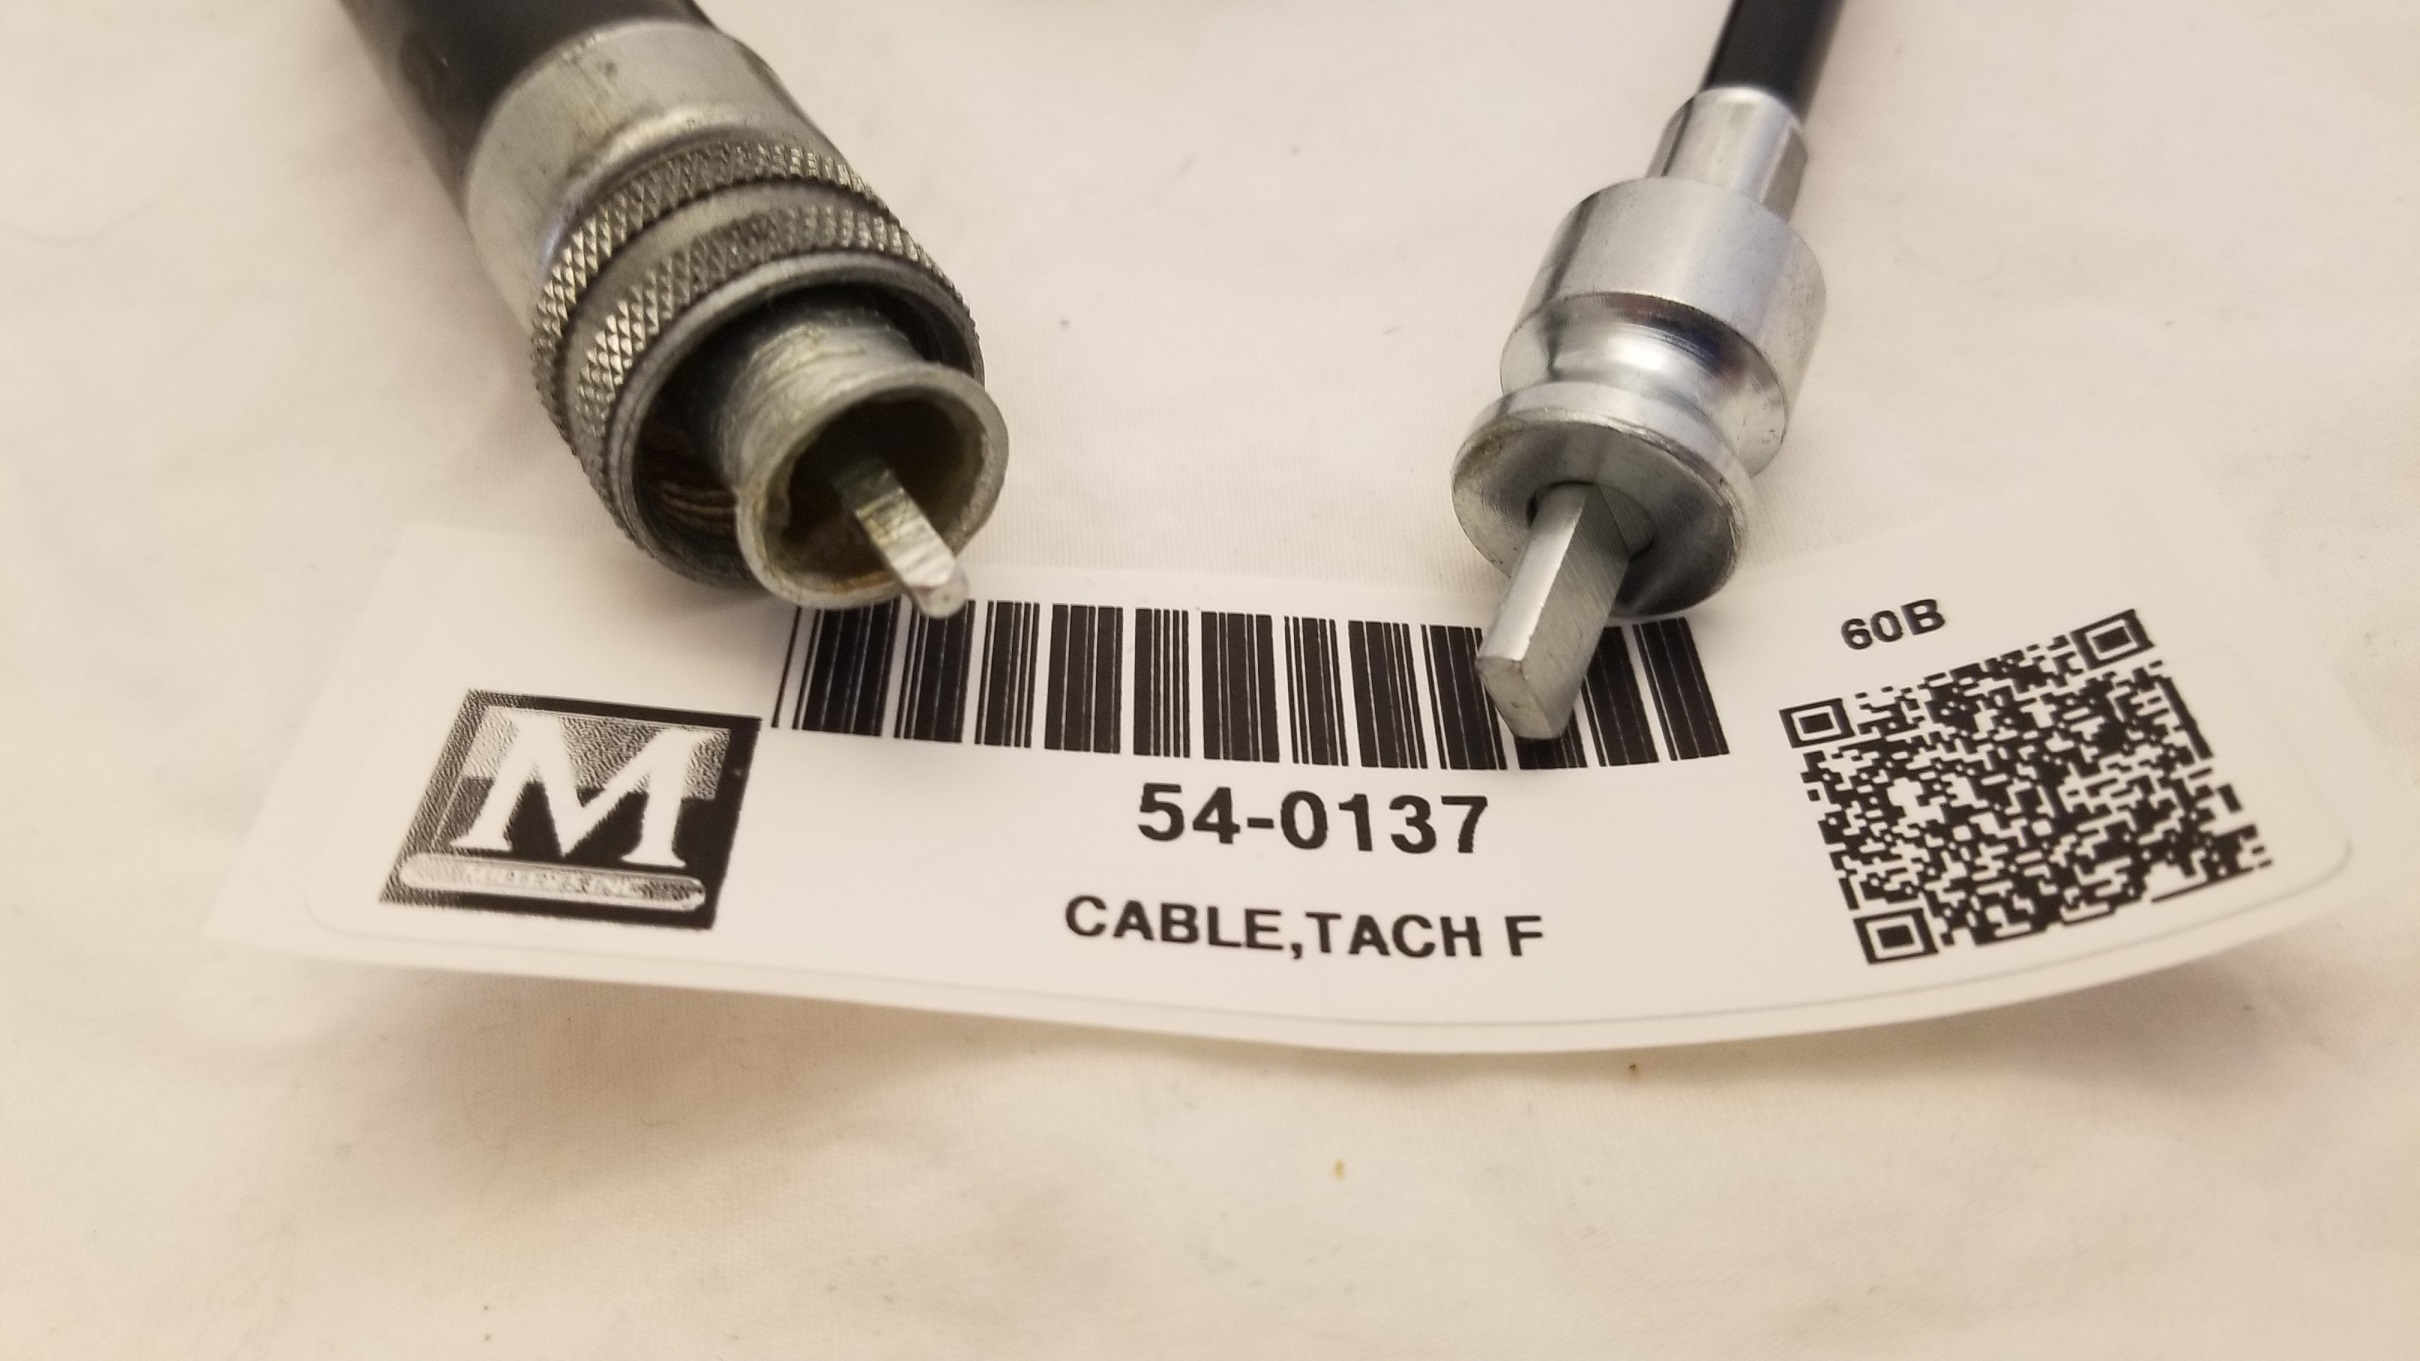 60B
M
54-0137
CABLE,TACH F